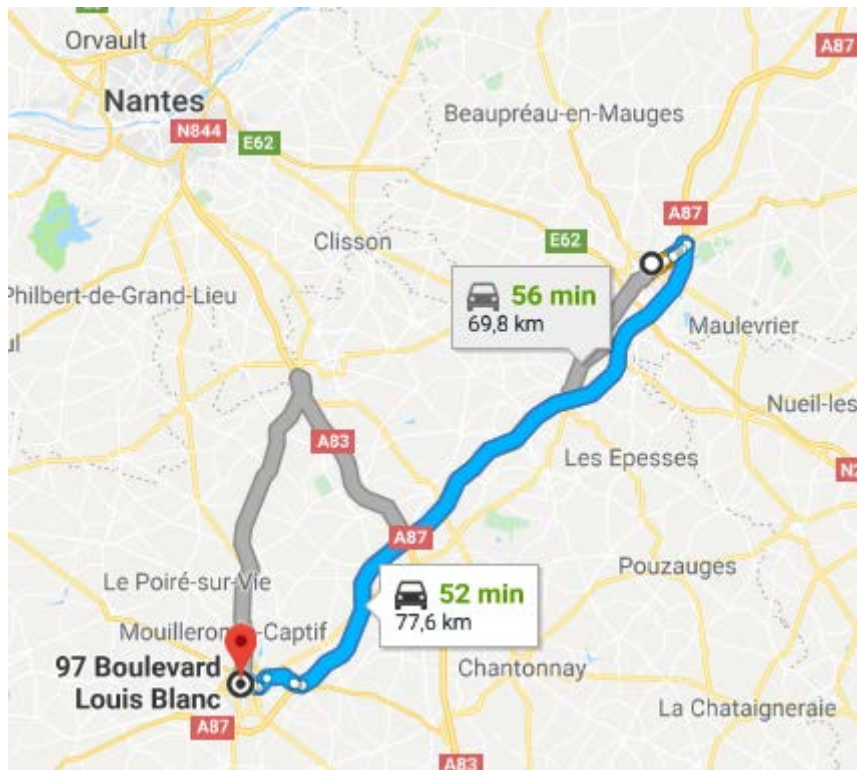 Orvault
A87
Nantes
Beaupréau-en-Mauges
N844
E62
A87
Clisson
E62
Philbert-de-Grand-Lieu
56 min
69,8 km
Maulevrier
ul
Nueil-les-
A83
Les Epesses
N2
A87
Pouzauges
Le Poiré-sur-Vie
52 min
77,6 km
Captif
97 Boulevard
Louis Blanc
Chantonnay
A87
La Chataigneraie
A83